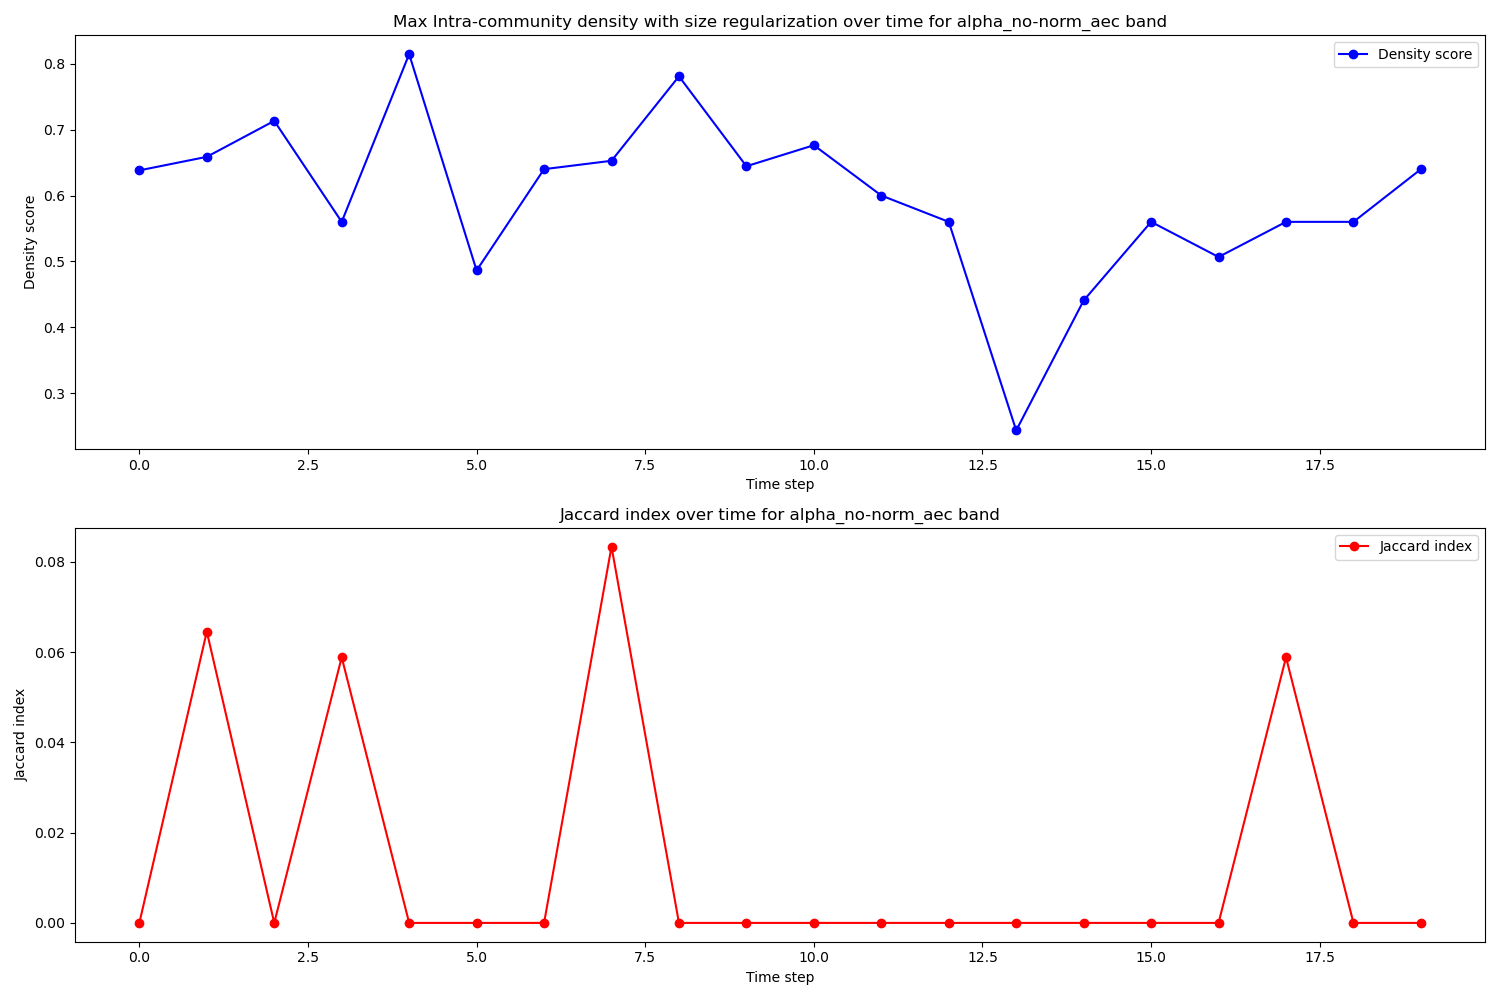 Max Intra-community density with size regularization over time for alpha_no-norm_aec band
Density score
0.8
0.7
0.6
0.5
0.4
0.3
Density score
0.0 2.5 5.0 7.5 10.0 12.5 15.0 17.5
Time step
Jaccard index over time for alpha_no-norm_aec band
Jaccard index
0.08
0.06
0.04
0.02
0.00
Jaccard index
0.0 2.5 5.0 7.5 10.0 12.5 15.0 17.5
Time step